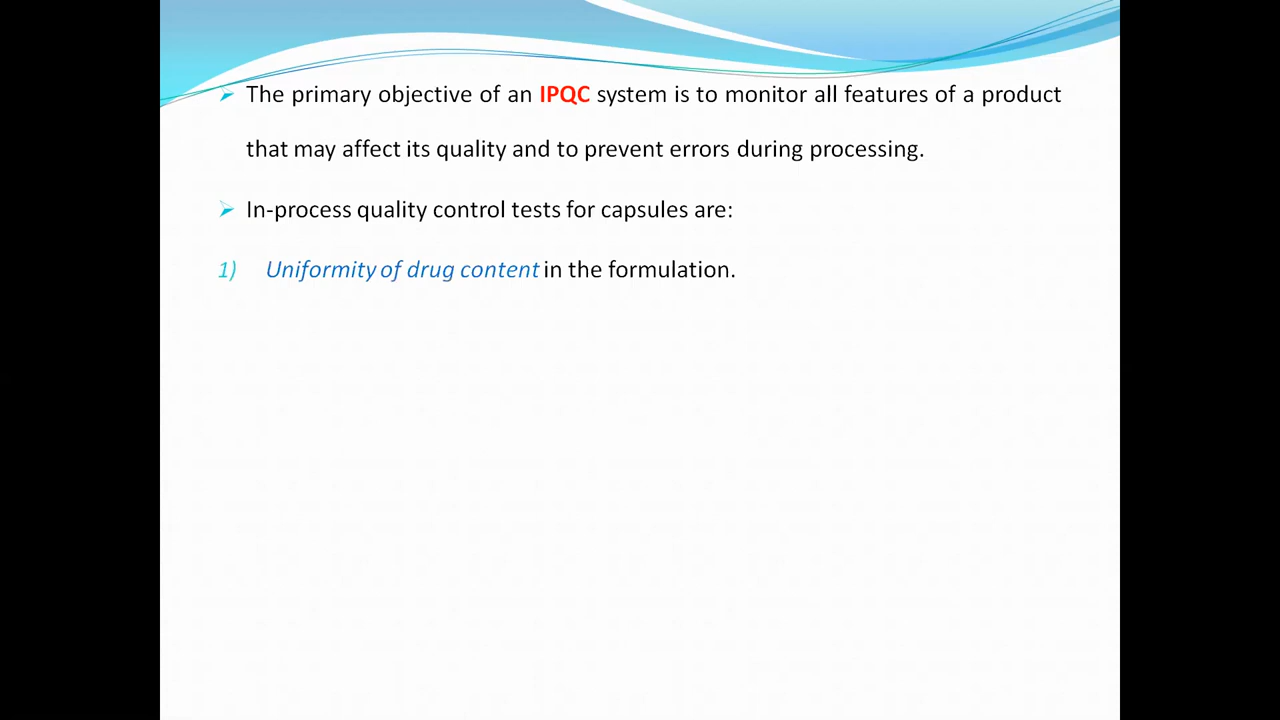 The primary objective of an IPQC system is to monitor all features of a product
that may affect its quality and to prevent errors during processing.
In-process quality control tests for capsules are:
1) Uniformity of drug content in the formulation.